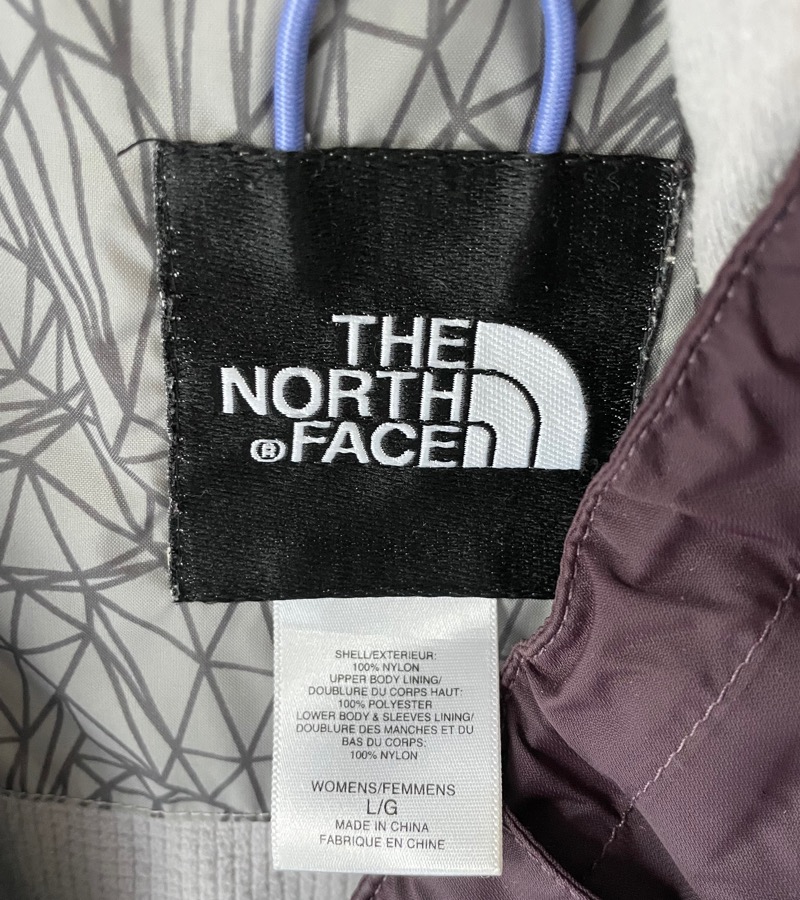 THE
NORTH
®FACE
SHELL/EXTERIEUR:
100% NYLON
UPPER BODY LINING/
DOUBLURE DU CORPS HAUT:
100% POLYESTER
LOWER BODY & SLEEVES LINING/
DOUBLURE DES MANCHES ET DU
BAS DU CORPS:
100% NYLON
WOMENS/FEMMENS
L/G
MADE IN CHINA
FABRIQUE EN CHINE